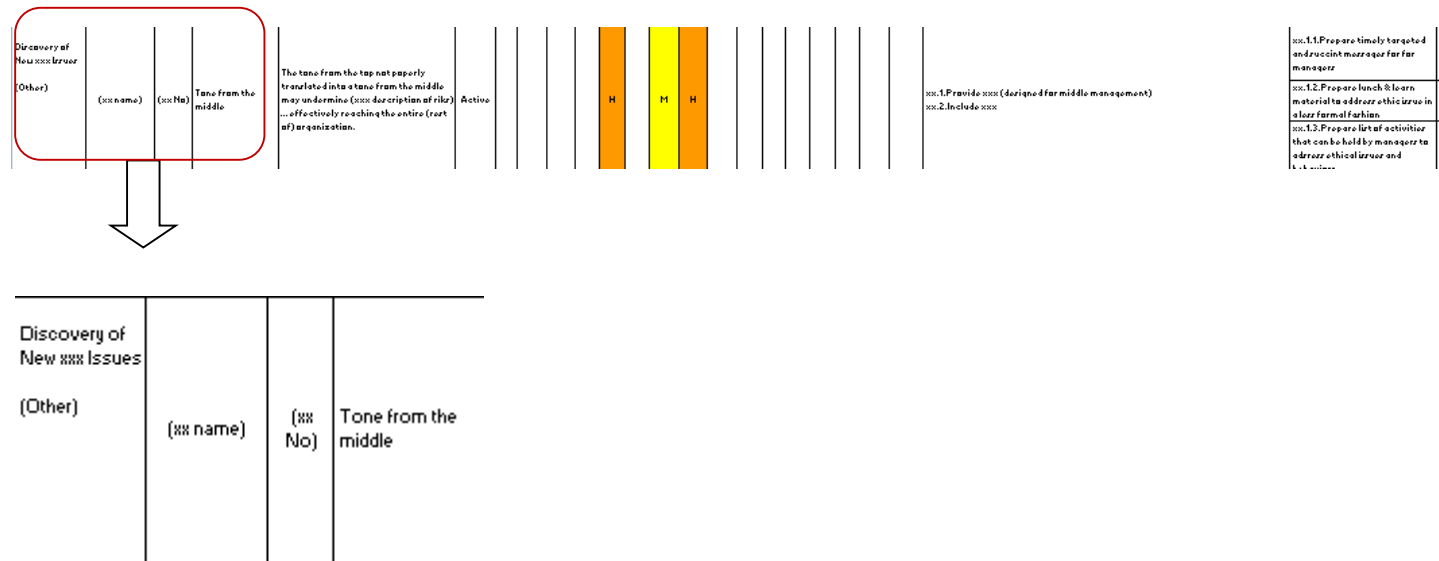 Discovery of
New xxx Issues
(Other)
(xx name)
(xx No)
Tone from the
middle
The tone from the top not paperly
translated into a tone from the middle
may undermine (xxx description of riks)
... effectively reaching the entire (rest
of) organization.
Active
H
M
H
xx.1.Provide xxx (designed for middle management)
xx.2.Include xxx
xx.1.1.Prepare timely targeted
and succint messages for for
managers
xx.1.2.Prepare lunch & learn
material to address ethic issue in
a less formal fashion
xx.1.3.Prepare list of activities
that can be held by managers to
adrress ethical issues and
Discovery of
New xxx Issues
(Other)
(xx name)
(xx
No)
Tone from the
middle